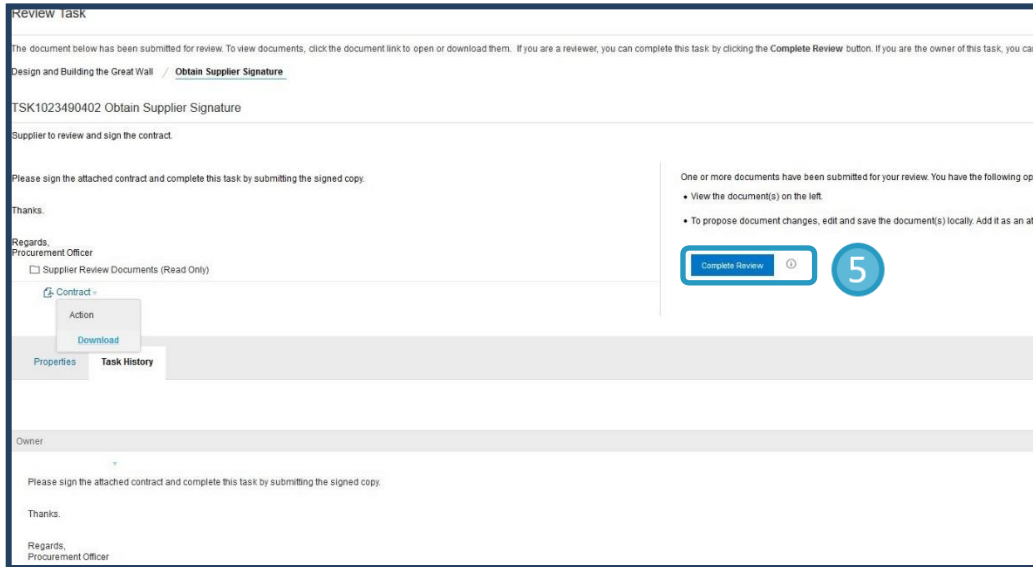 Review Task
The document below has been submitted for review. To view documents, click the document link to open or download them. If you are a reviewer, you can complete this task by clicking the Complete Review button. If you are the owner of this task, you ca
Design and Building the Great Wall / Obtain Supplier Signature
TSK1023490402 Obtain Supplier Signature
Supplier to review and sign the contract.
Please sign the attached contract and complete this task by submitting the signed copy.
Thanks.
Regards,
Procurement Officer
Supplier Review Documents (Read Only)
Contract
Action
Download
One or more documents have been submitted for your review. You have the following op
• View the document(s) on the left.
• To propose document changes, edit and save the document(s) locally. Add it as an at
Complete Review
5
Properties Task History
Owner
Please sign the attached contract and complete this task by submitting the signed copy.
Thanks.
Regards,
Procurement Officer